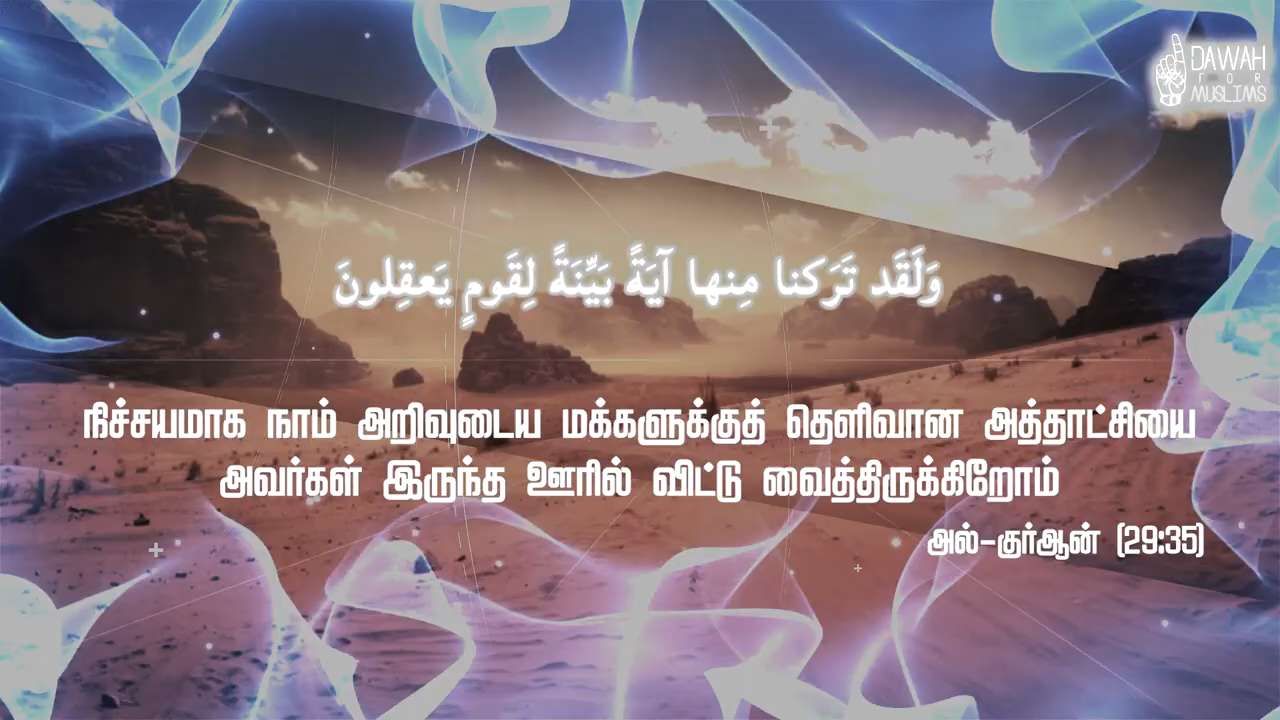 DAWAH
FOR
MUSLIMS
وَلَقَد تَرَكنا مِنها آيَةً بَيِّنَةً لِقَومٍ يَعقِلونَ
நிச்சயமாக நாம் அறிவுடைய மக்களுக்குத் தெளிவான அத்தாட்சியை
அவர்கள் இருந்த ஊரில் விட்டு வைத்திருக்கிறோம்
அல்-குர்ஆன் (29:35)